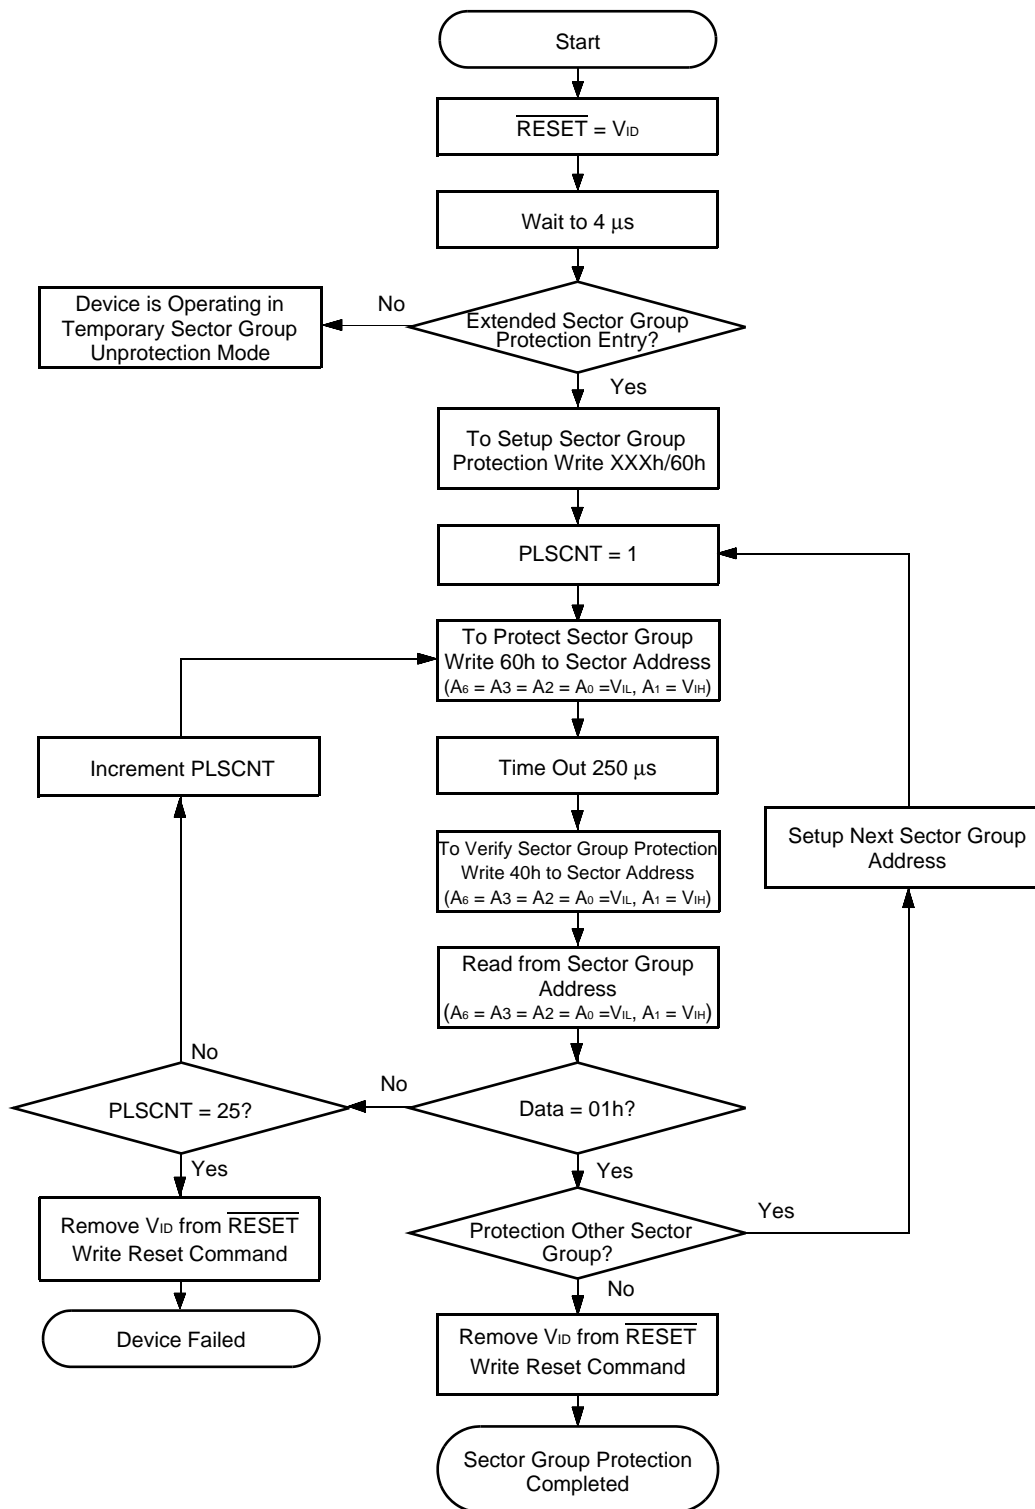 Start
RESET = VID
Wait to 4 µs
No
Device is Operating in
Temporary Sector Group
Unprotection Mode
Extended Sector Group
Protection Entry?
Yes
To Setup Sector Group
Protection Write XXXh/60h
PLSCNT = 1
To Protect Sector Group
Write 60h to Sector Address
(A6 = A3 = A2 = A0 =VIL, A1 = VIH)
Increment PLSCNT
Time Out 250 µs
Setup Next Sector Group
Address
To Verify Sector Group Protection
Write 40h to Sector Address
(A6 = A3 = A2 = A0 =VIL, A1 = VIH)
Read from Sector Group
Address
(A6 = A3 = A2 = A0 =VIL, A1 = VIH)
No
No
PLSCNT = 25?
Data = 01h?
Yes
Yes
Remove VID from RESET
Write Reset Command
Protection Other Sector
Group?
Yes
No
Device Failed
Remove VID from RESET
Write Reset Command
Sector Group Protection
Completed